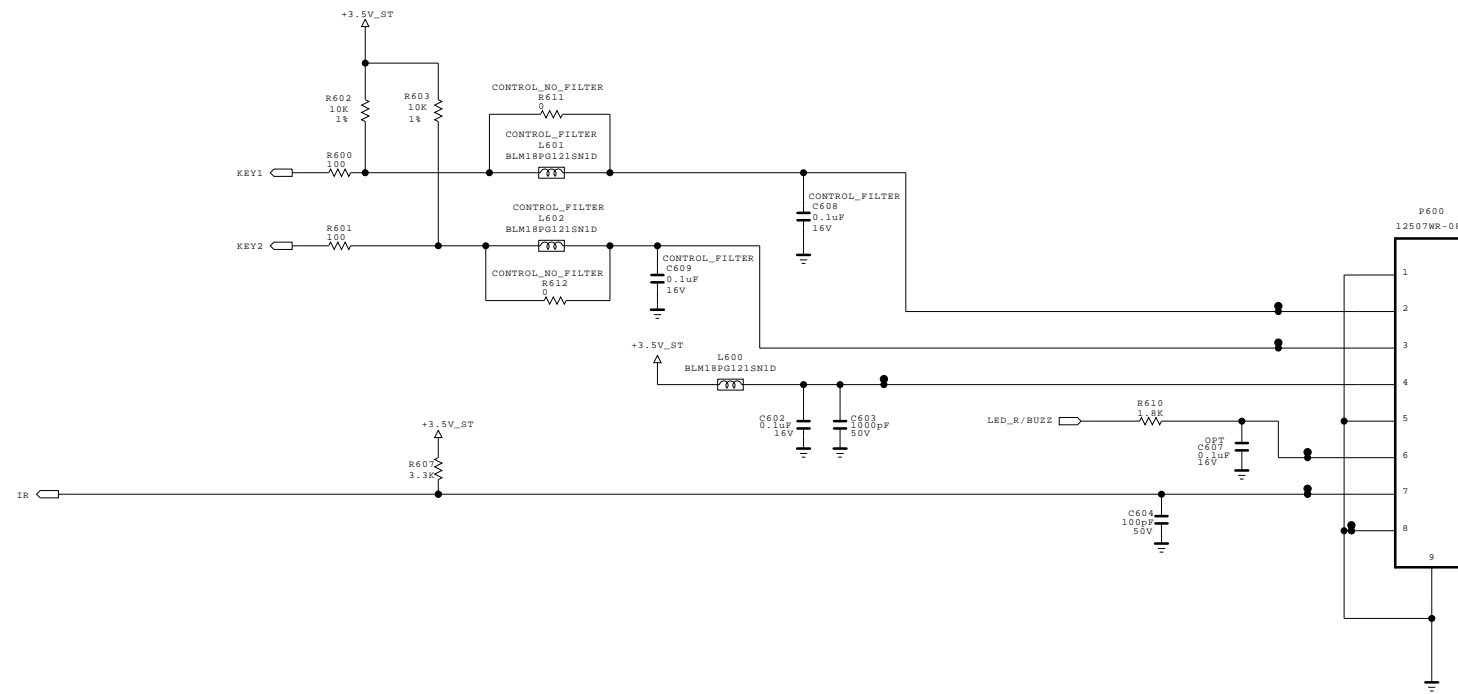 +3.5V_ST
CONTROL_NO_FILTER
R611
0
R602
10K
1%
R603
10K
1%
CONTROL_FILTER
L601
BLM18PG121SN1D
R600
100
KEY1
CONTROL_FILTER
C608
0.1uF
16V
CONTROL_FILTER
L602
BLM18PG121SN1D
R601
100
KEY2
CONTROL_FILTER
C609
0.1uF
16V
CONTROL_NO_FILTER
R612
0
P600
12507WR-08
1
2
3
4
5
6
7
8
9
+3.5V_ST
L600
BLM18PG121SN1D
C602
0.1uF
16V
C603
1000pF
50V
LED_R/BUZZ
R610
1.8K
OPT
C607
0.1uF
16V
+3.5V_ST
R607
3.3K
IR
C604
100pF
50V